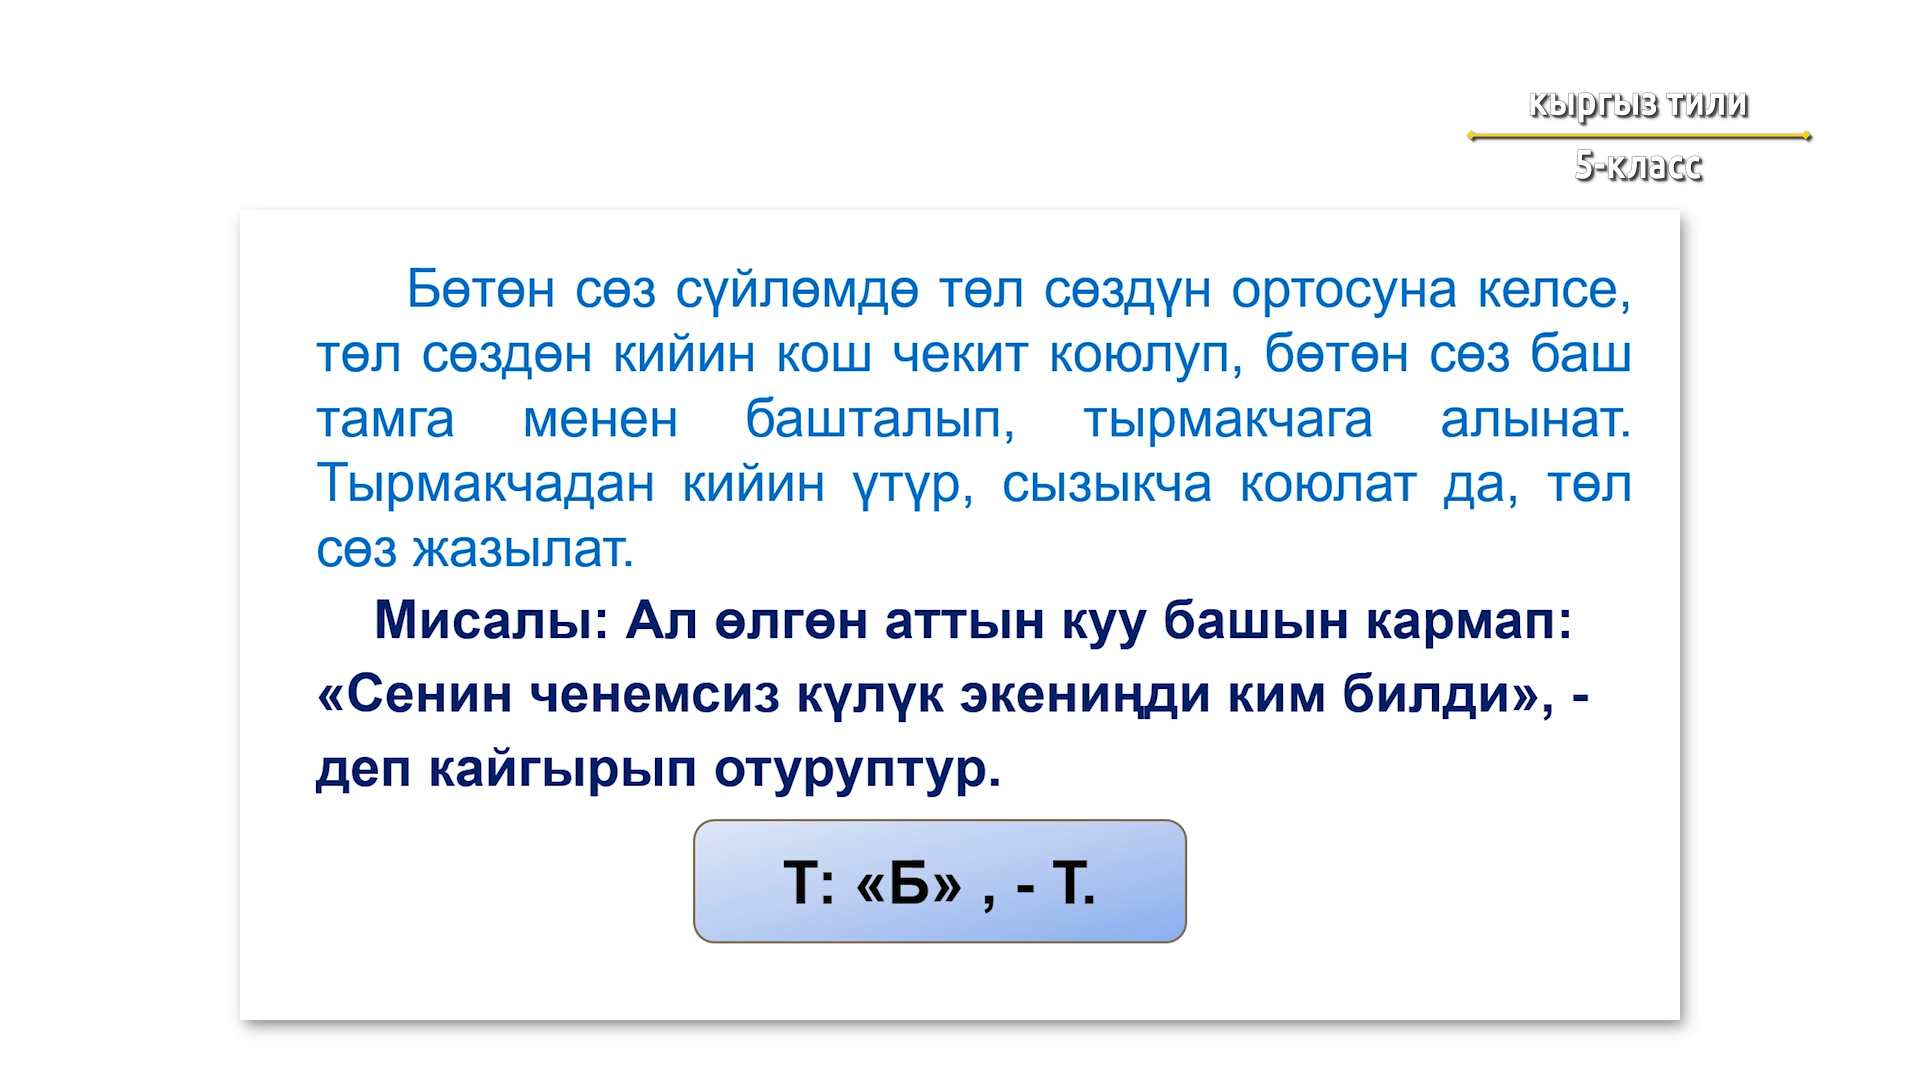 кыргыз тили
5-класс
Бөтөн сөз сүйлөмдө төл сөздүн ортосуна келсе,
төл сөздөн кийин кош чекит коюлуп, бөтөн сөз баш
тамга менен башталып, тырмакчага алынат.
Тырмакчадан кийин үтүр, сызыкча коюлат да, төл
сөз жазылат.
Мисалы: Ал өлгөн аттын куу башын кармап:
«Сенин ченемсиз күлүк экениңди ким билди», -
деп кайгырып отуруптур.
Т: «Б» , - Т.